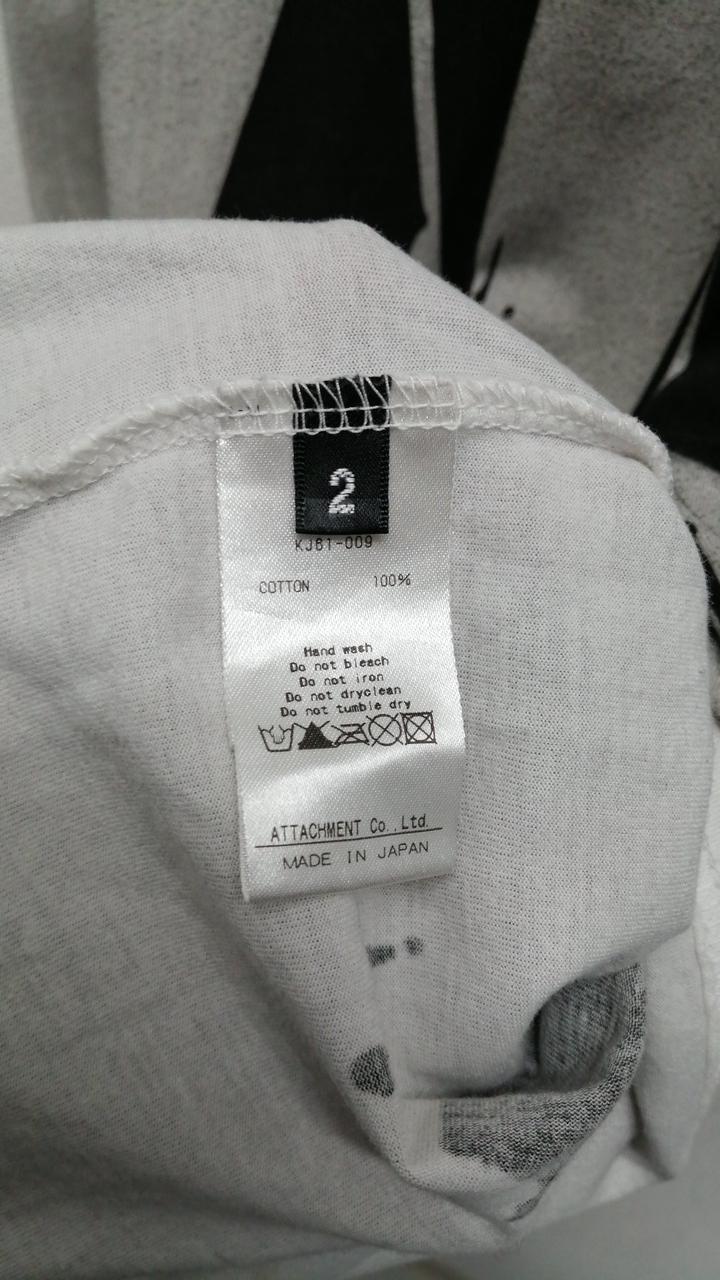 2
KJ61-009
COTTON 100%
Hand wash
Do not bleach
Do not iron
Do not dryclean
Do not tumble dry
ATTACHMENT Co.,Ltd.
MADE IN JAPAN